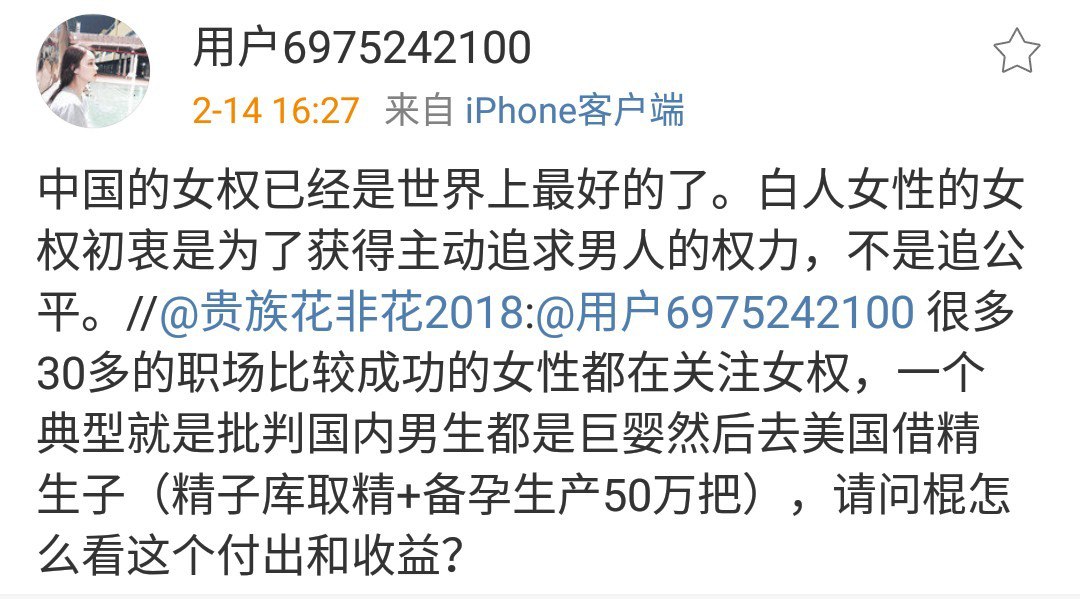 用户6975242100
2-14 16:27 来自 iPhone客户端
中国的女权已经是世界上最好的了。白人女性的女
权初衷是为了获得主动追求男人的权力，不是追公
平。//@贵族花非花2018:@用户6975242100 很多
30多的职场比较成功的女性都在关注女权，一个
典型就是批判国内男生都是巨婴然后去美国借精
生子（精子库取精+备孕生产50万把），请问棍怎
么看这个付出和收益？